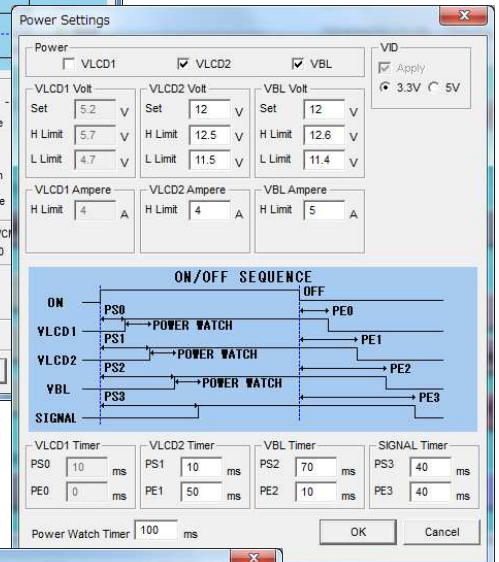 Power Settings
Power
VLCD1
VLCD2
VBL
VID
Apply
3.3V
5V
VLCD1 Volt
Set 5.2 V
H Limit 5.7 V
L Limit 4.7 V
VLCD2 Volt
Set 12 V
H Limit 12.5 V
L Limit 11.5 V
VBL Volt
Set 12 V
H Limit 12.6 V
L Limit 11.4 V
VLCD1 Ampere
H Limit 4 A
VLCD2 Ampere
H Limit 4 A
VBL Ampere
H Limit 5 A
ON/OFF SEQUENCE
ON
OFF
PS0
PE0
VLCD1
POWER WATCH
PS1
PE1
VLCD2
POWER WATCH
PS2
PE2
VBL
POWER WATCH
PS3
PE3
SIGNAL
VLCD1 Timer
PS0 10 ms
PE0 0 ms
VLCD2 Timer
PS1 10 ms
PE1 50 ms
VBL Timer
PS2 70 ms
PE2 10 ms
SIGNAL Timer
PS3 40 ms
PE3 40 ms
Power Watch Timer 100 ms
OK
Cancel